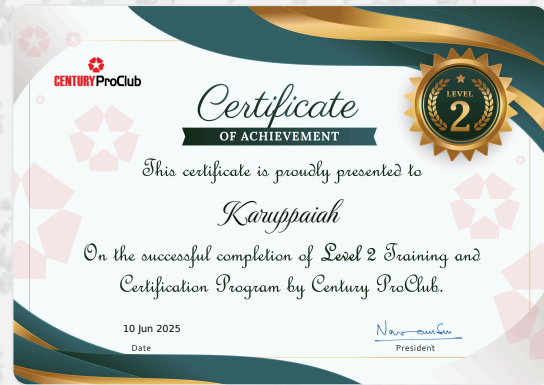 CENTURY ProClub
Certificate
OF ACHIEVEMENT
LEVEL
2
This certificate is proudly presented to
Karuppaiah
On the successful completion of Level 2 Training and
Certification Program by Century ProClub.
10 Jun 2025
Date
President